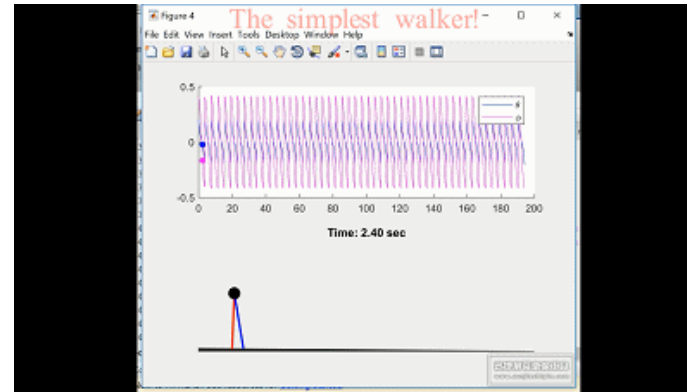 The simplest walker!
Figure 4
File Edit View Insert Tools Desktop Window Help
0.5
0
-0.5
0 20 40 60 80 100 120 140 160 180 200
Time: 2.40 sec